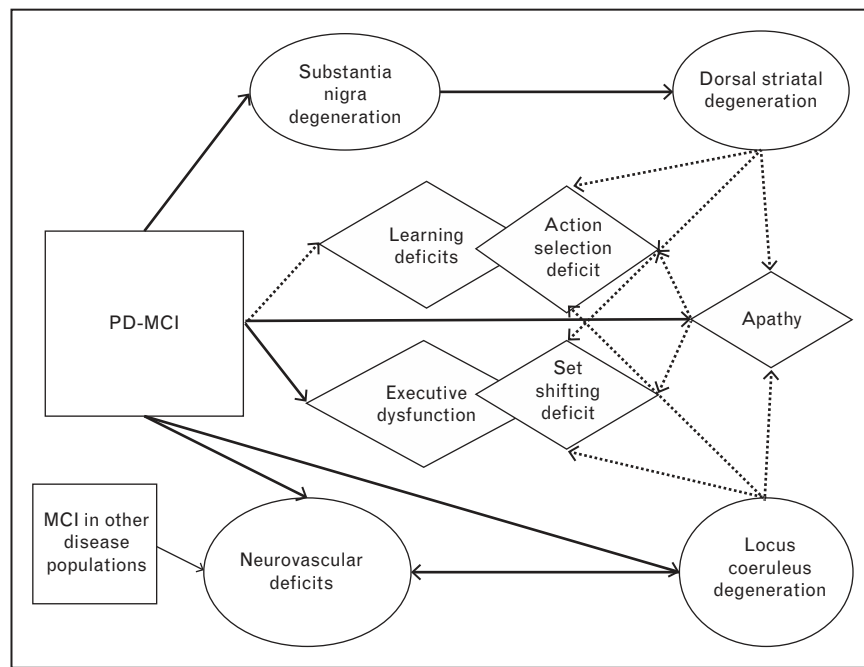 Substantia
nigra
degeneration
Dorsal striatal
degeneration
Learning
deficits
Action
selection
deficit
PD-MCI
Apathy
Executive
dysfunction
Set
shifting
deficit
MCI in other
disease
populations
Neurovascular
deficits
Locus
coeruleus
degeneration